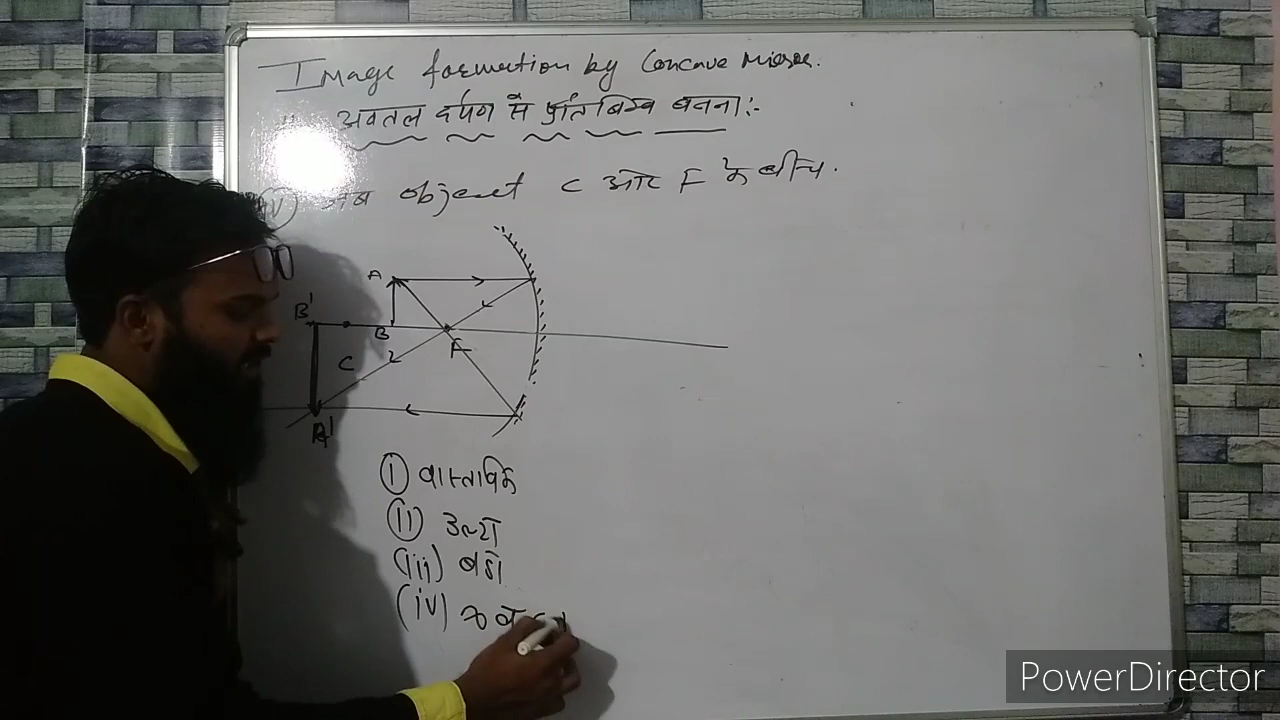 Image formation by Concave Mirror.
अवतल दर्पण से प्रतिबिम्ब बनना:-
जब object C और F के बीच.
A
B'
B
C
F
A'
(i) वास्तविक
(ii) उल्टा
(iii) बड़ा
(iv)
PowerDirector